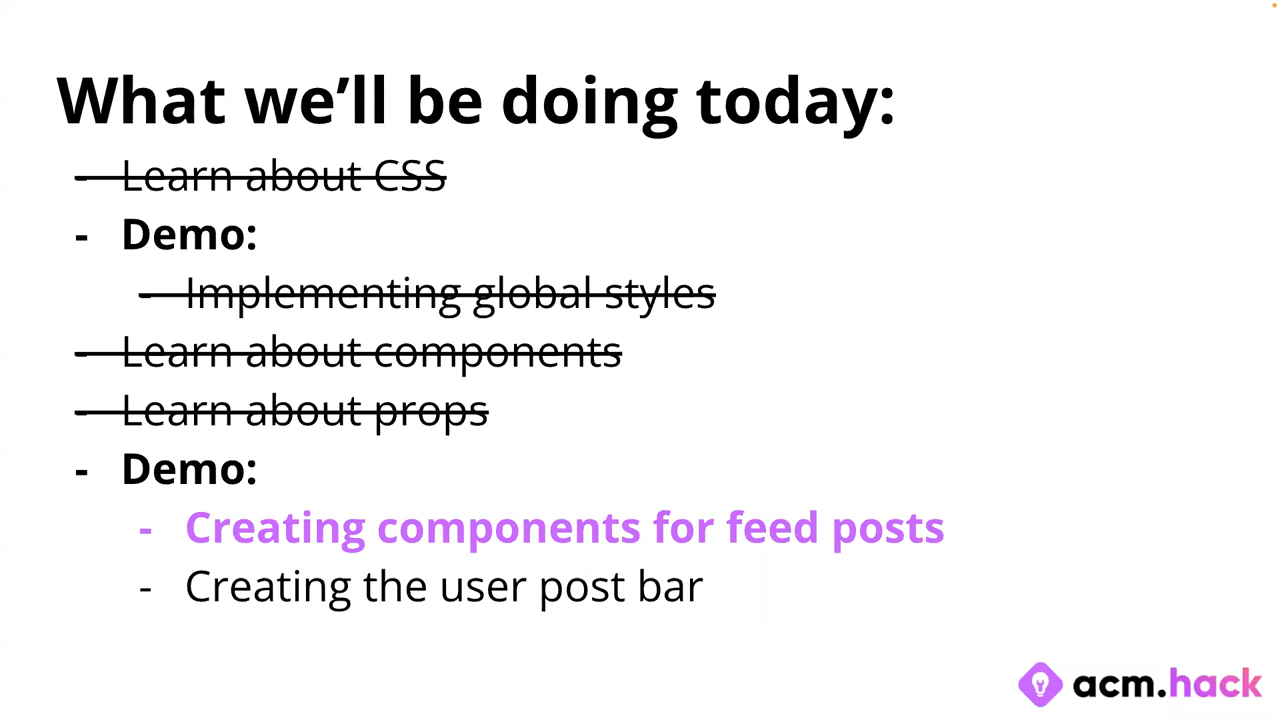 What we’ll be doing today:
- Learn about CSS
- Demo:
- Implementing global styles
- Learn about components
- Learn about props
- Demo:
- Creating components for feed posts
- Creating the user post bar
acm.hack